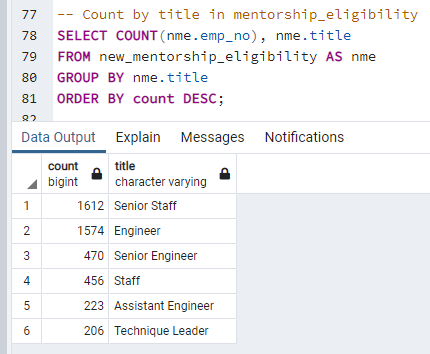 77 -- Count by title in mentorship_eligibility
78 SELECT COUNT(nme.emp_no), nme.title
79 FROM new_mentorship_eligibility AS nme
80 GROUP BY nme.title
81 ORDER BY count DESC;
82
Data Output Explain Messages Notifications
count title
bigint character varying
1 1612 Senior Staff
2 1574 Engineer
3 470 Senior Engineer
4 456 Staff
5 223 Assistant Engineer
6 206 Technique Leader